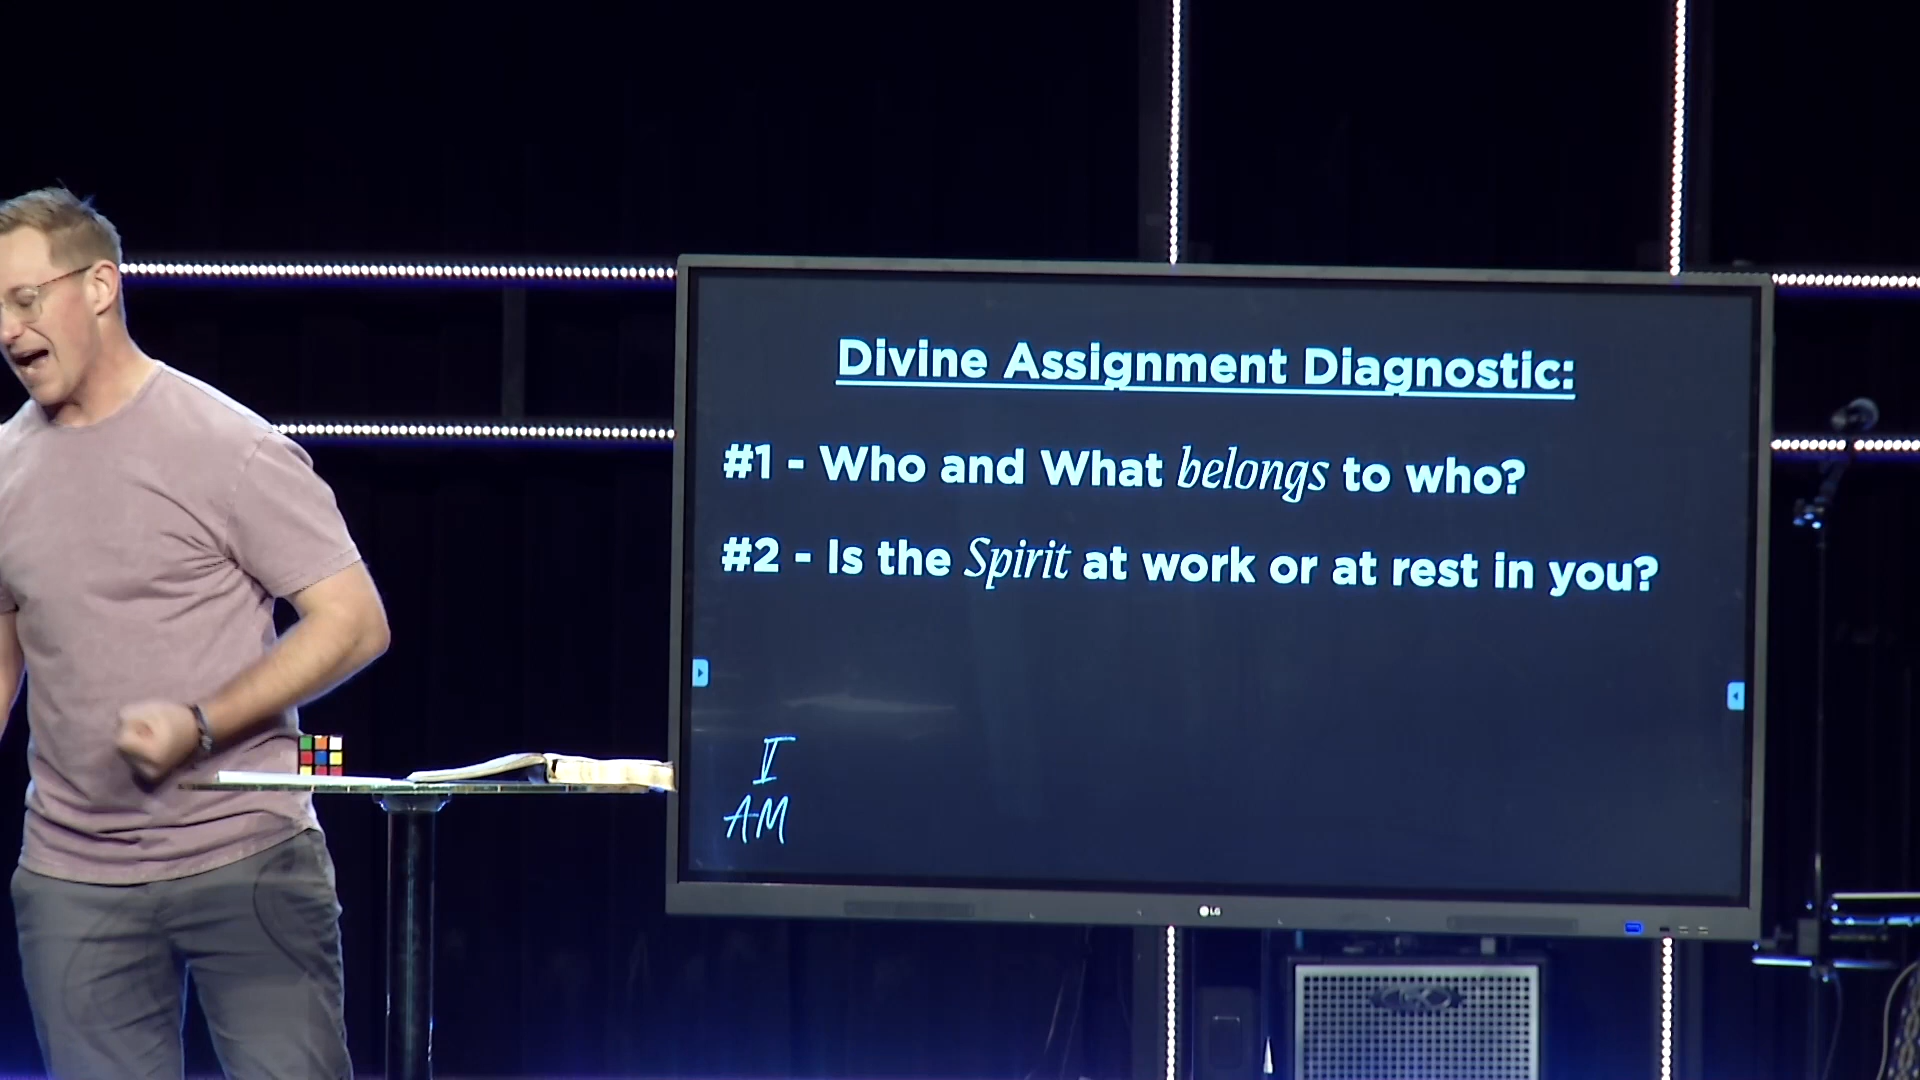 Divine Assignment Diagnostic:
#1 - Who and What belongs to who?
#2 - Is the Spirit at work or at rest in you?
I
AM
LG